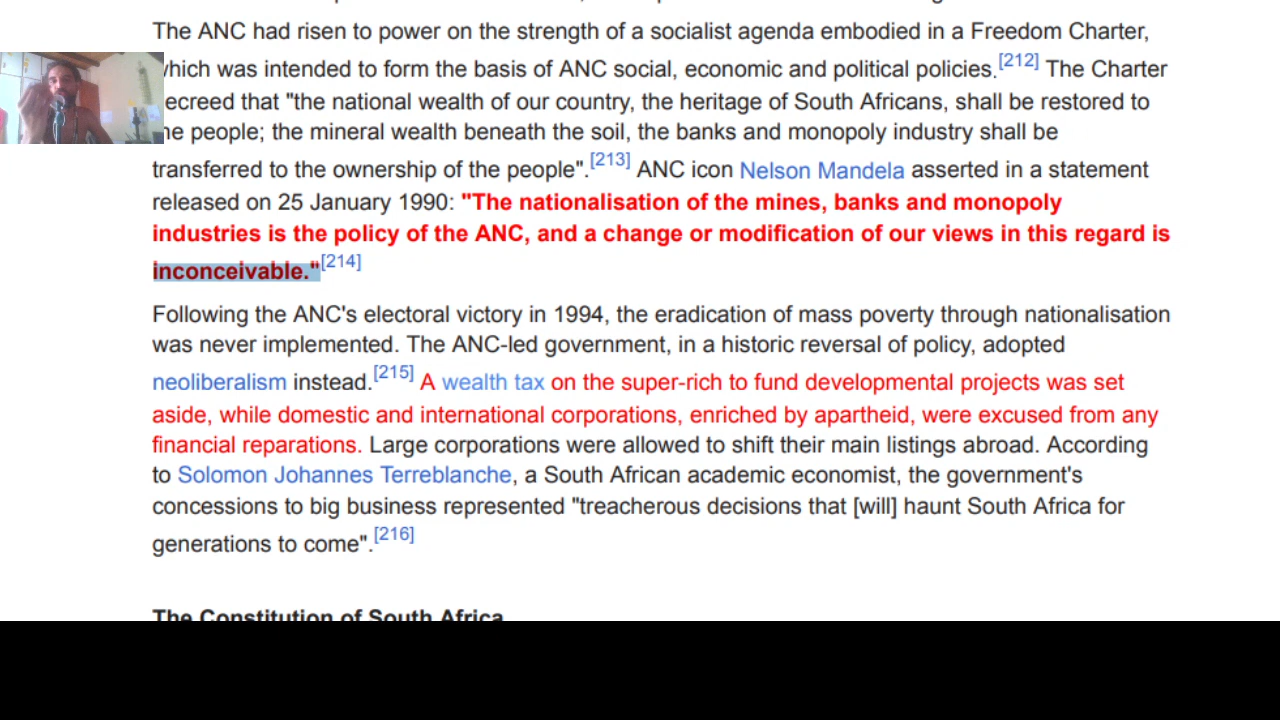 The ANC had risen to power on the strength of a socialist agenda embodied in a Freedom Charter,
which was intended to form the basis of ANC social, economic and political policies.[212] The Charter
decreed that "the national wealth of our country, the heritage of South Africans, shall be restored to
the people; the mineral wealth beneath the soil, the banks and monopoly industry shall be
transferred to the ownership of the people".[213] ANC icon Nelson Mandela asserted in a statement
released on 25 January 1990: "The nationalisation of the mines, banks and monopoly
industries is the policy of the ANC, and a change or modification of our views in this regard is
inconceivable."[214]
Following the ANC's electoral victory in 1994, the eradication of mass poverty through nationalisation
was never implemented. The ANC-led government, in a historic reversal of policy, adopted
neoliberalism instead.[215] A wealth tax on the super-rich to fund developmental projects was set
aside, while domestic and international corporations, enriched by apartheid, were excused from any
financial reparations. Large corporations were allowed to shift their main listings abroad. According
to Solomon Johannes Terreblanche, a South African academic economist, the government's
concessions to big business represented "treacherous decisions that [will] haunt South Africa for
generations to come".[216]
The Constitution of South Africa